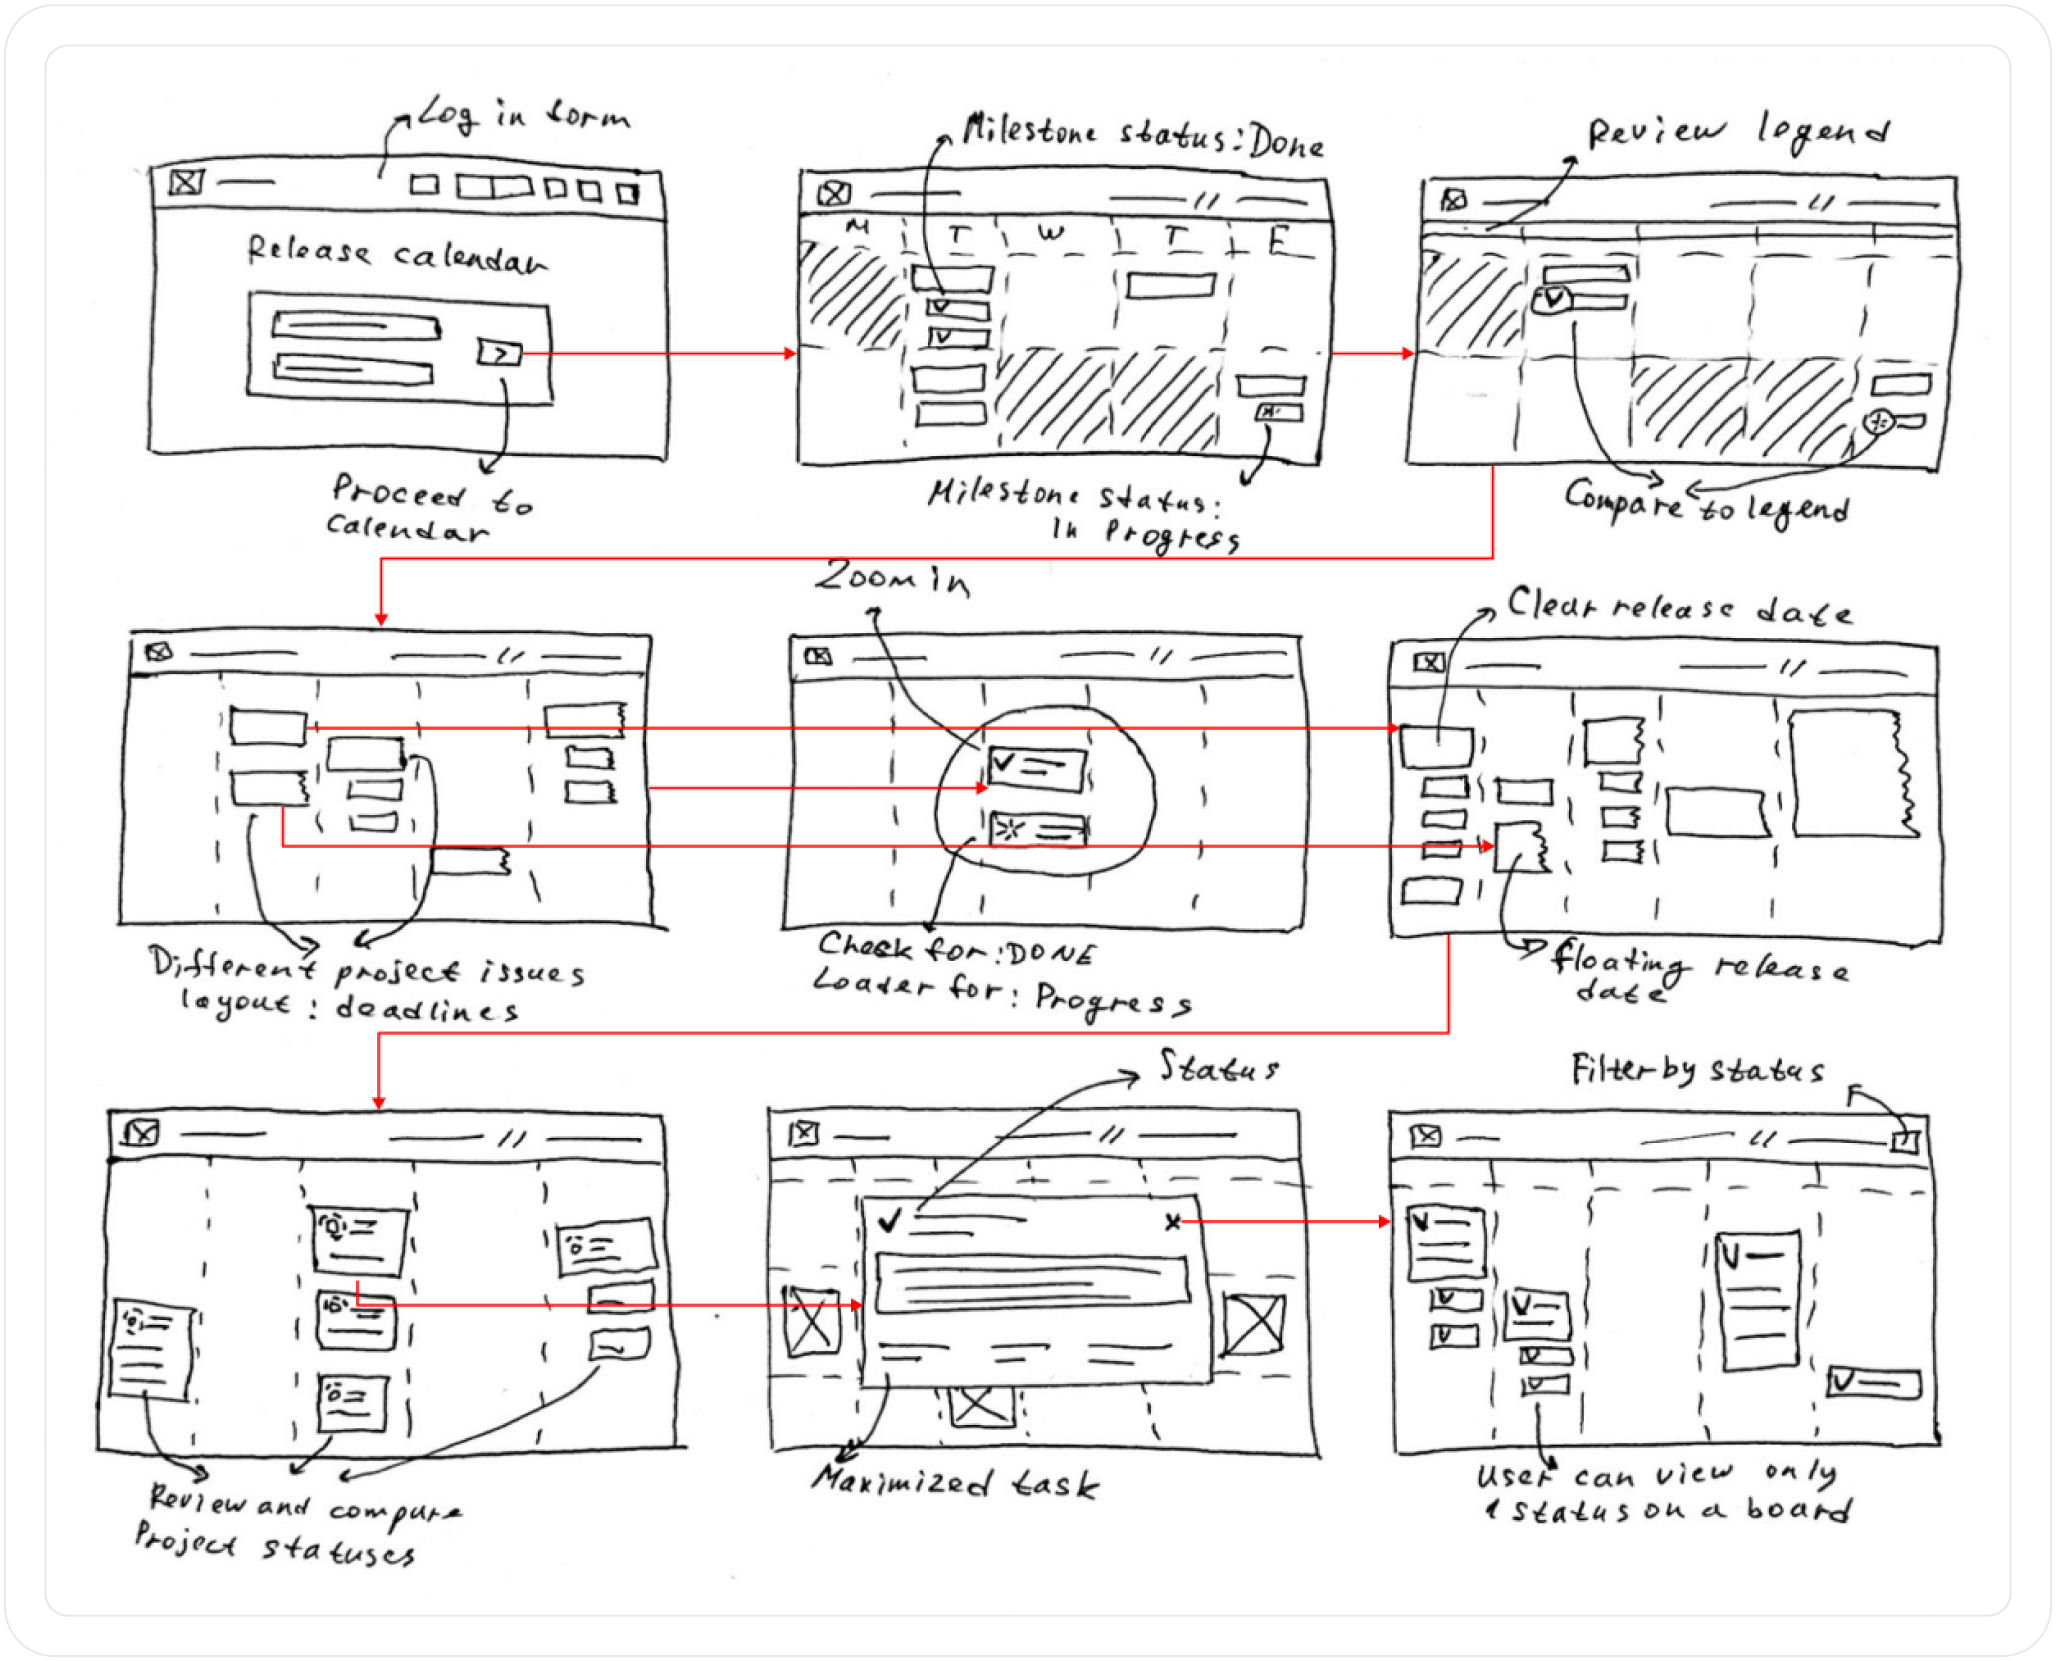 Log in form
Release calendar
Proceed to
calendar
Milestone status: Done
M T W T F
Milestone status:
In Progress
Review legend
Compare to legend
Different project issues
layout: deadlines
Zoom in
Check for: DONE
Loader for: Progress
Clear release date
floating release
date
Review and compare
Project statuses
Status
Maximized task
Filter by status
User can view only
1 status on a board